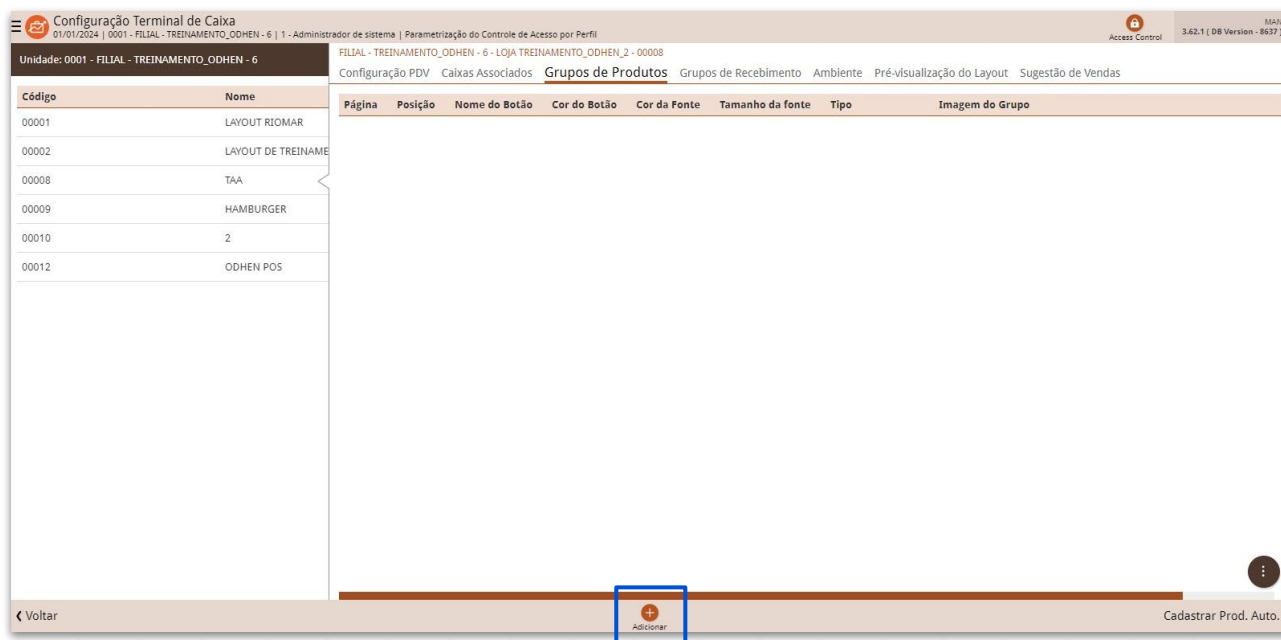 Configuração Terminal de Caixa
01/01/2024 | 0001 - FILIAL - TREINAMENTO_ODHEN - 6 | 1 - Administrador de sistema | Parametrização do Controle de Acesso por Perfil
Access Control
MAN
3.62.1 ( DB Version - 8637 )
Unidade: 0001 - FILIAL - TREINAMENTO_ODHEN - 6
FILIAL - TREINAMENTO_ODHEN - 6 - LOJA TREINAMENTO_ODHEN_2 - 00008
Configuração PDV Caixas Associados Grupos de Produtos Grupos de Recebimento Ambiente Pré-visualização do Layout Sugestão de Vendas
Código Nome
Página Posição Nome do Botão Cor do Botão Cor da Fonte Tamanho da fonte Tipo Imagem do Grupo
00001 LAYOUT RIOMAR
00002 LAYOUT DE TREINAME
00008 TAA
00009 HAMBURGER
00010 2
00012 ODHEN POS
Voltar
Adicionar
Cadastrar Prod. Auto.